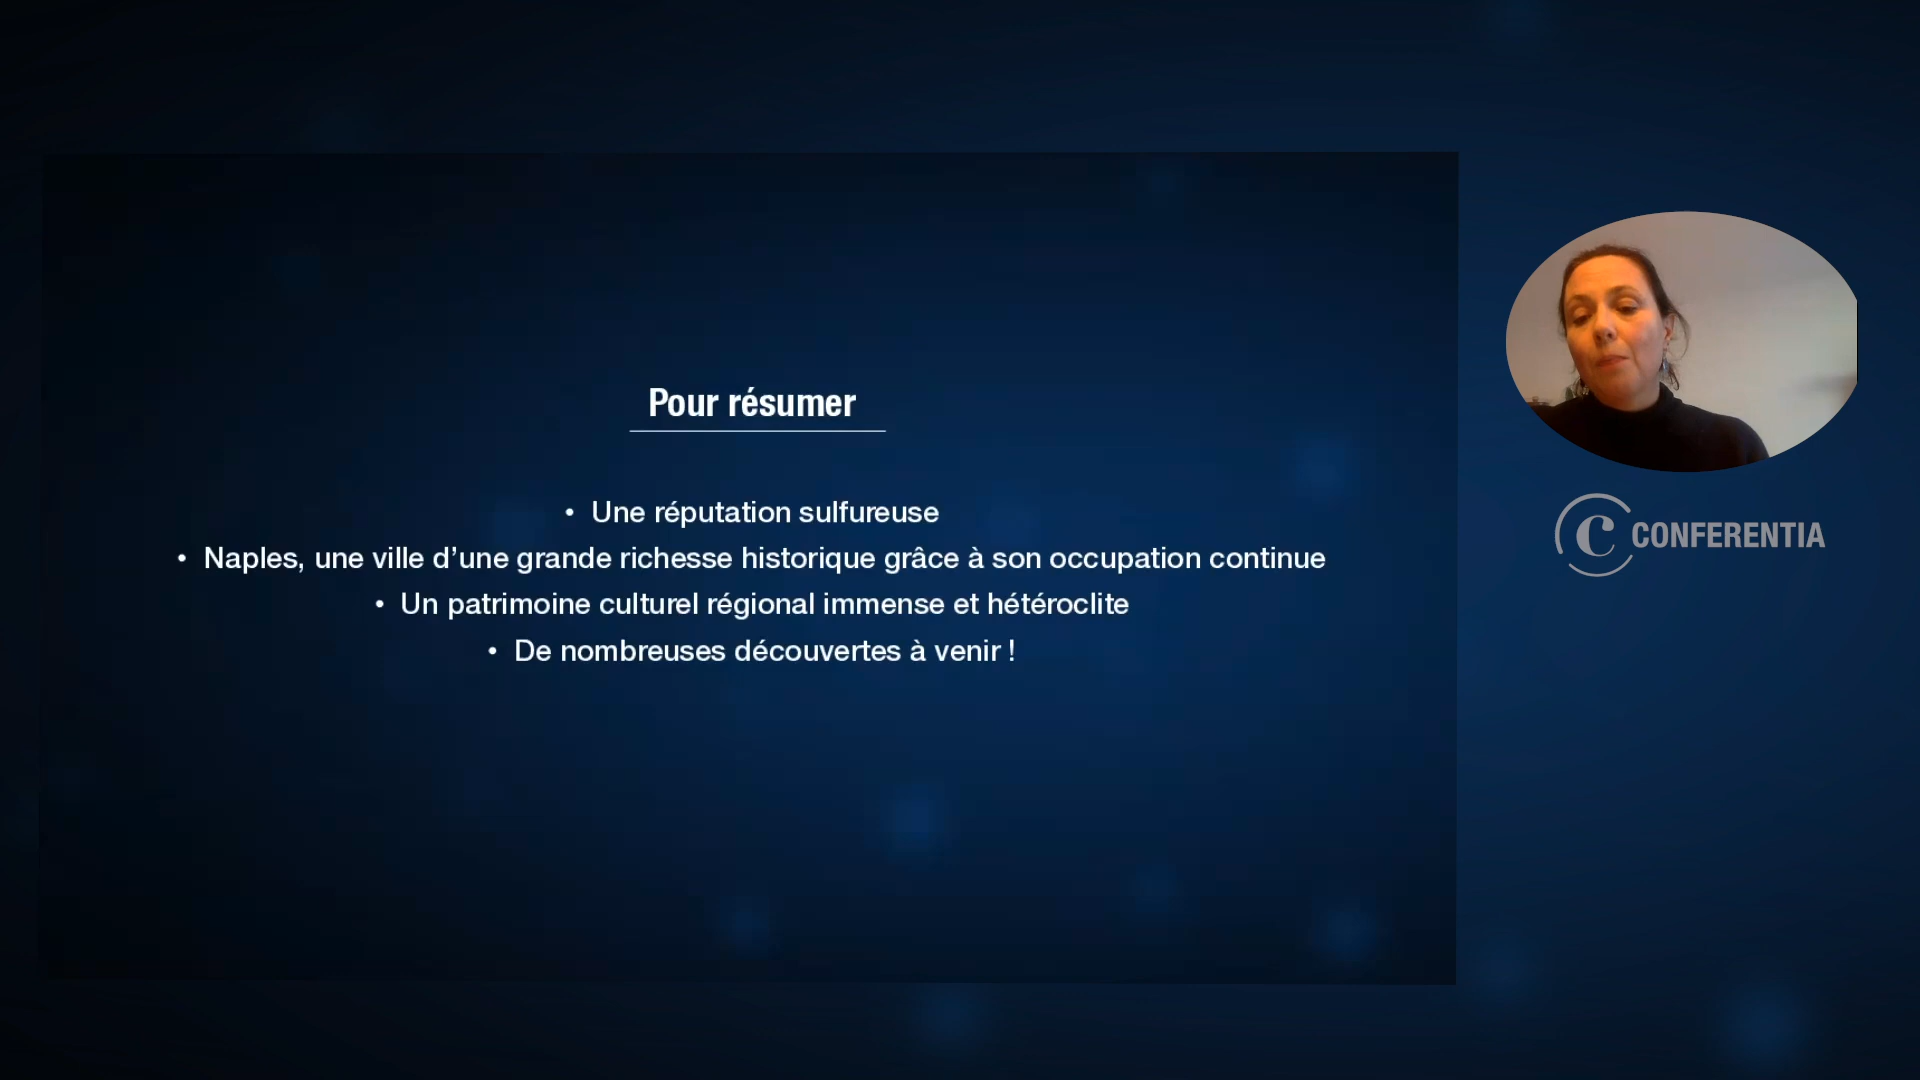 Pour résumer
• Une réputation sulfureuse
• Naples, une ville d’une grande richesse historique grâce à son occupation continue
• Un patrimoine culturel régional immense et hétéroclite
• De nombreuses découvertes à venir !
C CONFERENTIA